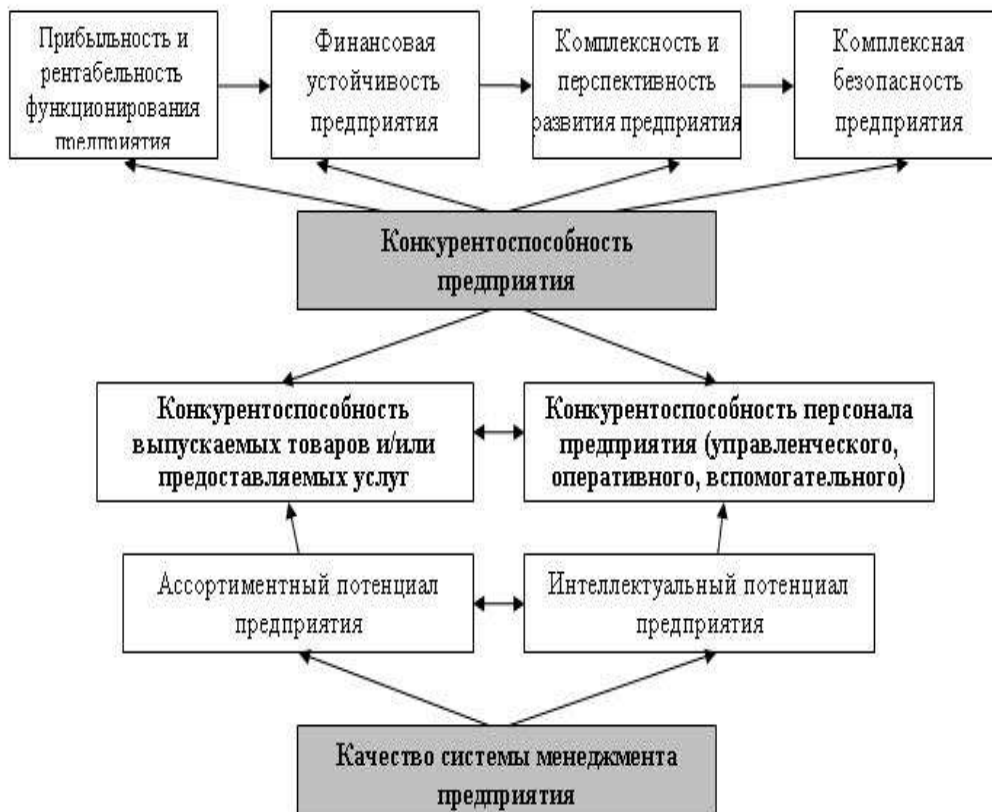 Прибыльность и
рентабельность
функционирования
предприятия
Финансовая
устойчивость
предприятия
Комплексность и
перспективность
развития предприятия
Комплексная
безопасность
предприятия
Конкурентоспособность
предприятия
Конкурентоспособность
выпускаемых товаров и/или
предоставляемых услуг
Конкурентоспособность персонала
предприятия (управленческого,
оперативного, вспомогательного)
Ассортиментный потенциал
предприятия
Интеллектуальный потенциал
предприятия
Качество системы менеджмента
предприятия